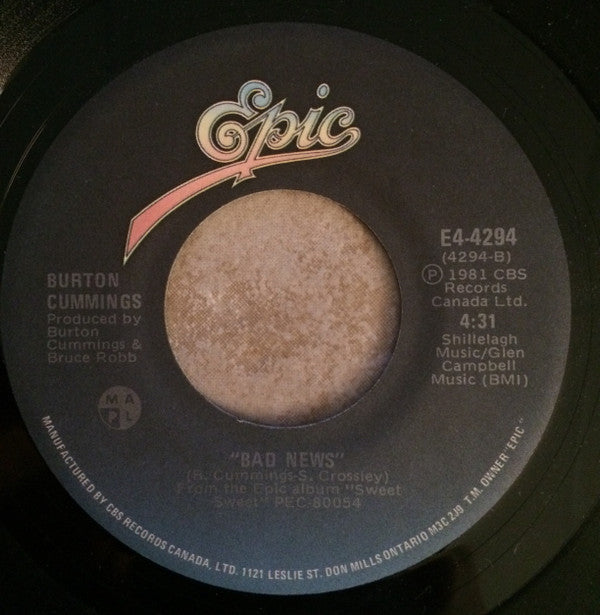 Epic
E4-4294
(4294-B)
Ⓟ 1981 CBS
Records
Canada Ltd.
4:31
Shillelagh
Music/Glen
Campbell
Music (BMI)
BURTON
CUMMINGS
Produced by
Burton
Cummings &
Bruce Robb
M A
P L
"BAD NEWS"
(B. Cummings-S. Crossley)
From the Epic album "Sweet
Sweet" PEC-80054
MANUFACTURED BY CBS RECORDS CANADA, LTD. 1121 LESLIE ST. DON MILLS ONTARIO M3C 2J9 T.M. OWNER "EPIC"